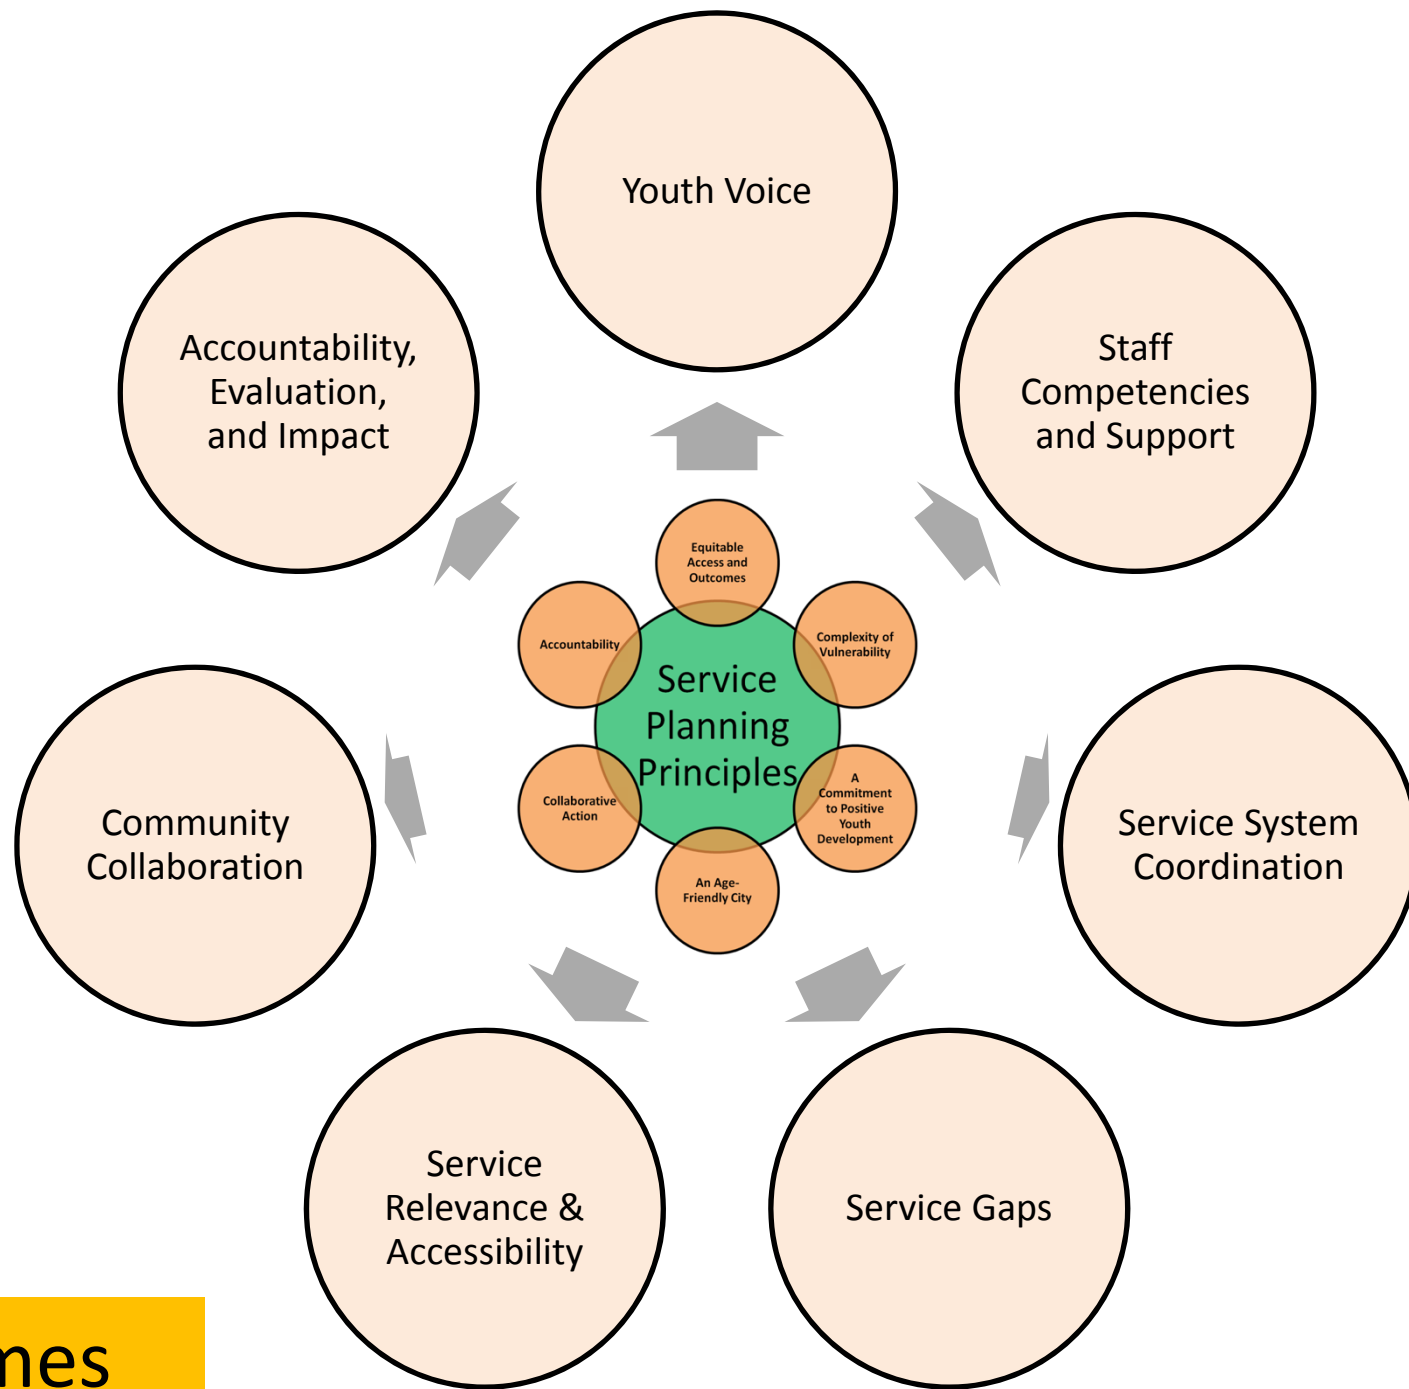 Youth Voice
Accountability,
Evaluation,
and Impact
Staff
Competencies
and Support
Equitable
Access and
Outcomes
Accountability
Complexity of
Vulnerability
Service
Planning
Principles
Collaborative
Action
A
Commitment
to Positive
Youth
Development
An Age-
Friendly City
Community
Collaboration
Service System
Coordination
Service
Relevance &
Accessibility
Service Gaps